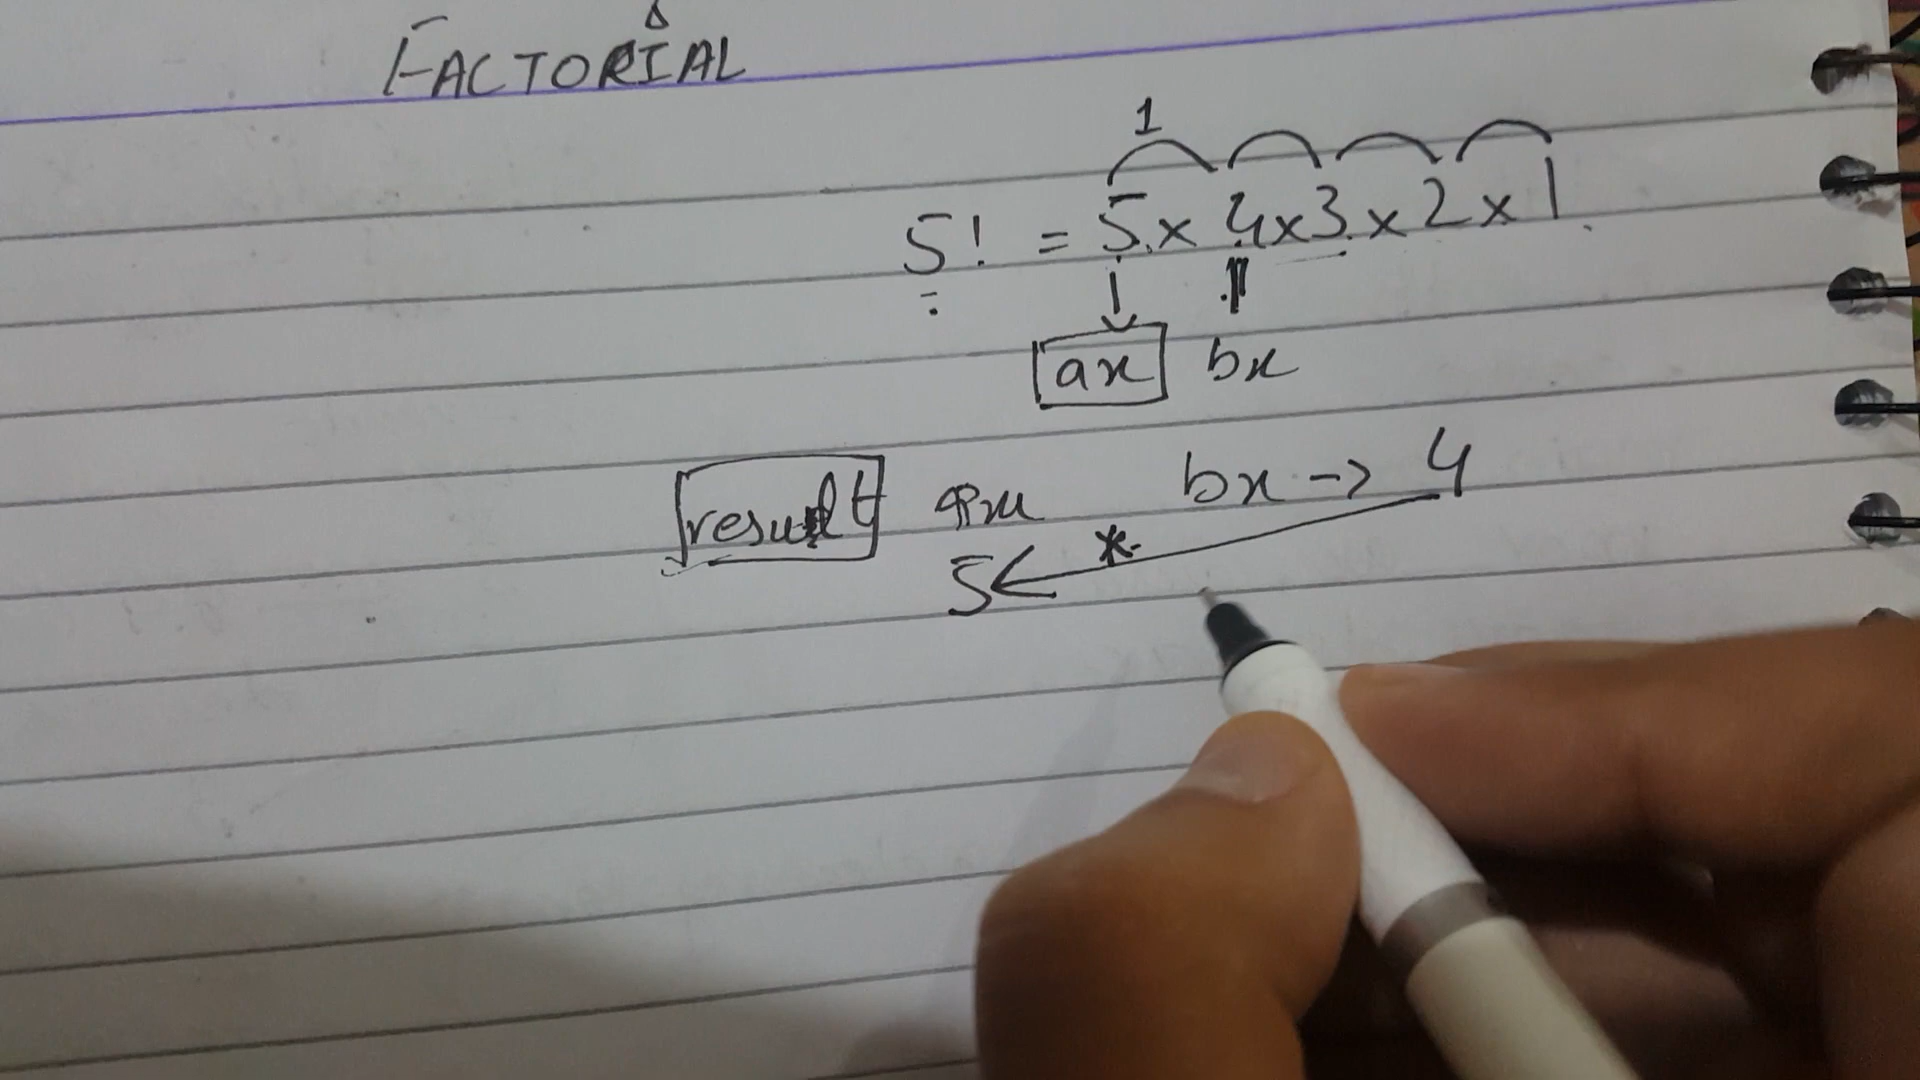 FACTORIAL
1
5! = 5 x 4 x 3 x 2 x 1
ax bx
result bx -> 4
5 *